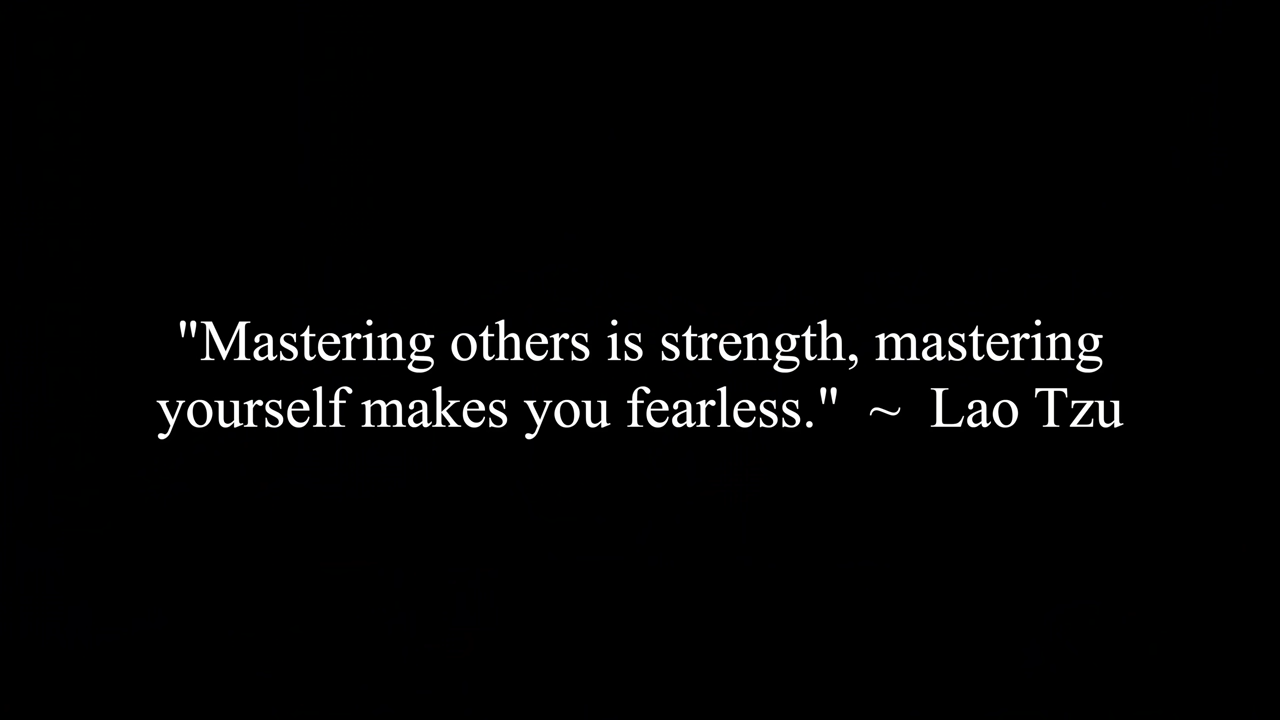 "Mastering others is strength, mastering
yourself makes you fearless."  ~  Lao Tzu